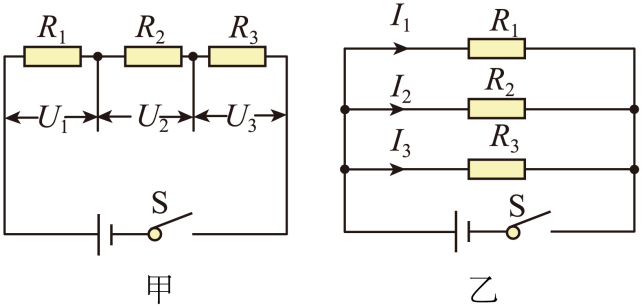 R₁ R₂ R₃
U₁ U₂ U₃
S
甲
I₁ R₁
I₂ R₂
I₃ R₃
S
乙